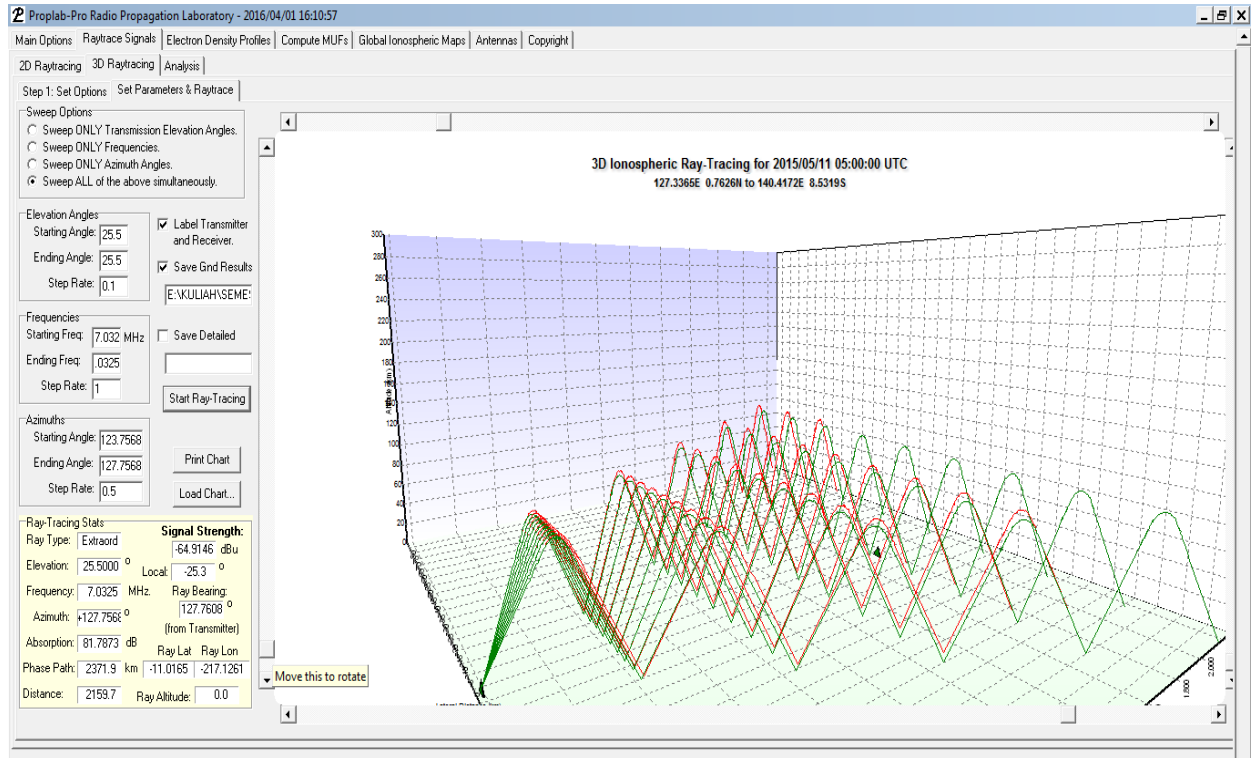 Proplab-Pro Radio Propagation Laboratory - 2016/04/01 16:10:57
Main Options Raytrace Signals Electron Density Profiles Compute MUFs Global Ionospheric Maps Antennas Copyright
2D Raytracing 3D Raytracing Analysis
Step 1: Set Options Set Parameters & Raytrace
Sweep Options
Sweep ONLY Transmission Elevation Angles.
Sweep ONLY Frequencies.
Sweep ONLY Azimuth Angles.
Sweep ALL of the above simultaneously.
Elevation Angles
Starting Angle: 25.5
Ending Angle: 25.5
Step Rate: 0.1
Label Transmitter
and Receiver.
Save Gnd Results
E:\KULIAH\SEME
Frequencies
Starting Freq: 7.032 MHz
Ending Freq: .0325
Step Rate: 1
Save Detailed
Start Ray-Tracing
Azimuths
Starting Angle: 123.7568
Ending Angle: 127.7568
Step Rate: 0.5
Print Chart
Load Chart...
Ray-Tracing Stats
Ray Type: Extraord
Signal Strength:
-64.9146 dBu
Elevation: 25.5000 °
Local: -25.3 °
Frequency: 7.0325 MHz.
Ray Bearing:
127.7608 °
(from Transmitter)
Azimuth: +127.7568 °
Absorption: 81.7873 dB
Ray Lat Ray Lon
Phase Path: 2371.9 km -11.0165 -217.1261
Distance: 2159.7 Ray Altitude: 0.0
Move this to rotate
3D Ionospheric Ray-Tracing for 2015/05/11 05:00:00 UTC
127.3365E 0.7626N to 140.4172E 8.5319S
300
280
260
240
220
200
180
160
140
120
100
80
60
40
20
0
2.000
1.800